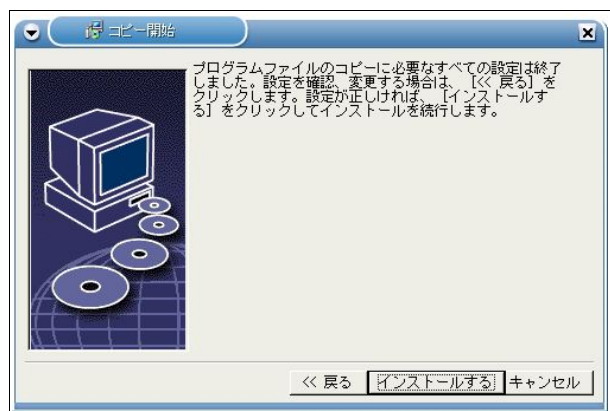 コピー開始
プログラムファイルのコピーに必要なすべての設定は終了
しました。設定を確認、変更する場合は、［<< 戻る］を
クリックします。設定が正しければ、［インストールす
る］をクリックしてインストールを続行します。
<< 戻る インストールする キャンセル